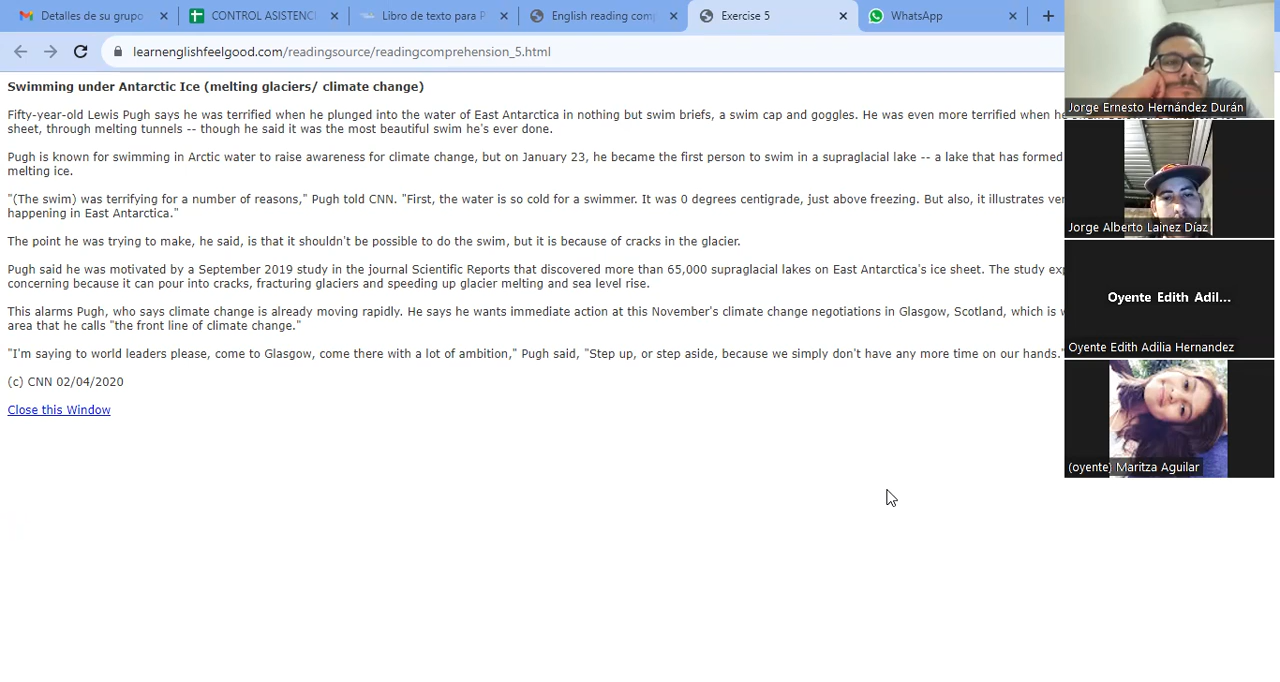 Detalles de su grupo
CONTROL ASISTENCI
Libro de texto para P
English reading com
Exercise 5
WhatsApp
learnenglishfeelgood.com/readingsource/readingcomprehension_5.html
Swimming under Antarctic Ice (melting glaciers/ climate change)
Fifty-year-old Lewis Pugh says he was terrified when he plunged into the water of East Antarctica in nothing but swim briefs, a swim cap and goggles. He was even more terrified when he
sheet, through melting tunnels -- though he said it was the most beautiful swim he's ever done.
Pugh is known for swimming in Arctic water to raise awareness for climate change, but on January 23, he became the first person to swim in a supraglacial lake -- a lake that has formed
melting ice.
"(The swim) was terrifying for a number of reasons," Pugh told CNN. "First, the water is so cold for a swimmer. It was 0 degrees centigrade, just above freezing. But also, it illustrates
happening in East Antarctica."
The point he was trying to make, he said, is that it shouldn't be possible to do the swim, but it is because of cracks in the glacier.
Pugh said he was motivated by a September 2019 study in the journal Scientific Reports that discovered more than 65,000 supraglacial lakes on East Antarctica's ice sheet. The study
concerning because it can pour into cracks, fracturing glaciers and speeding up glacier melting and sea level rise.
This alarms Pugh, who says climate change is already moving rapidly. He says he wants immediate action at this November's climate change negotiations in Glasgow, Scotland, which is
area that he calls "the front line of climate change."
"I'm saying to world leaders please, come to Glasgow, come there with a lot of ambition," Pugh said, "Step up, or step aside, because we simply don't have any more time on our hands."
(c) CNN 02/04/2020
Close this Window
Jorge Ernesto Hernández Durán
Jorge Alberto Lainez Díaz
Oyente Edith Adil...
Oyente Edith Adilia Hernandez
(oyente) Maritza Aguilar